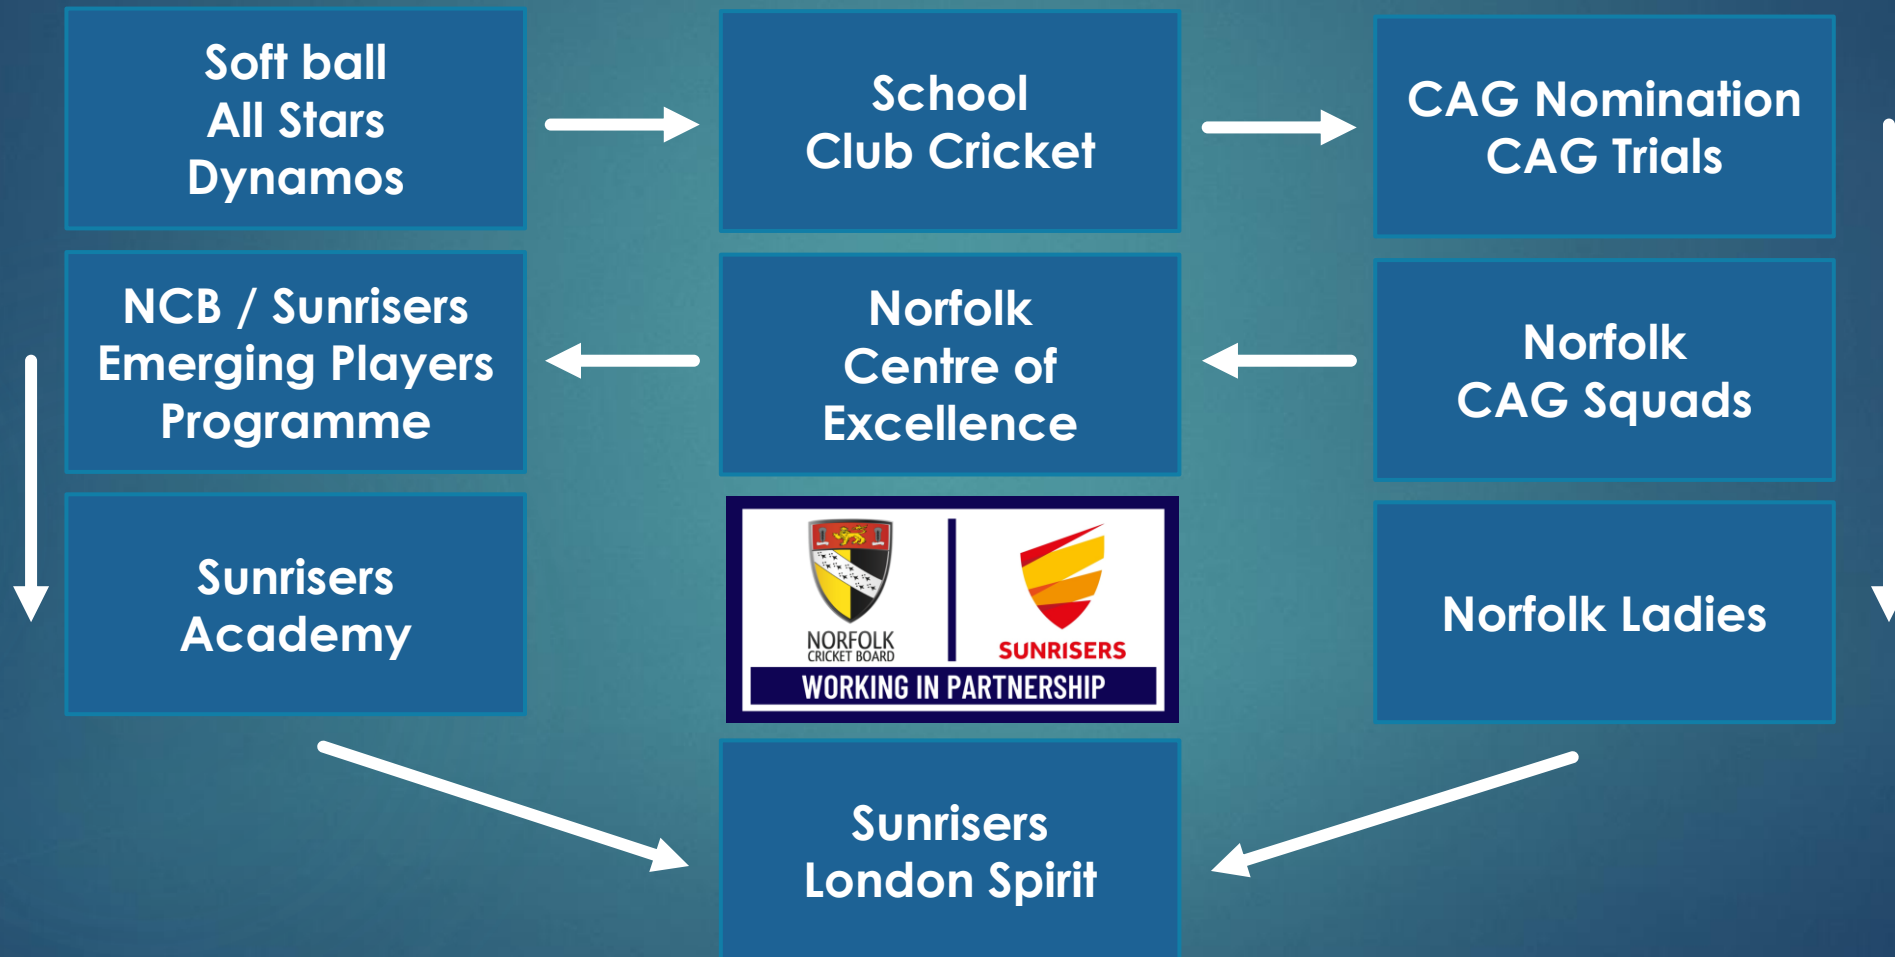 Soft ball
All Stars
Dynamos
School
Club Cricket
CAG Nomination
CAG Trials
NCB / Sunrisers
Emerging Players
Programme
Norfolk
Centre of
Excellence
Norfolk
CAG Squads
Sunrisers
Academy
NORFOLK
CRICKET BOARD
SUNRISERS
WORKING IN PARTNERSHIP
Norfolk Ladies
Sunrisers
London Spirit